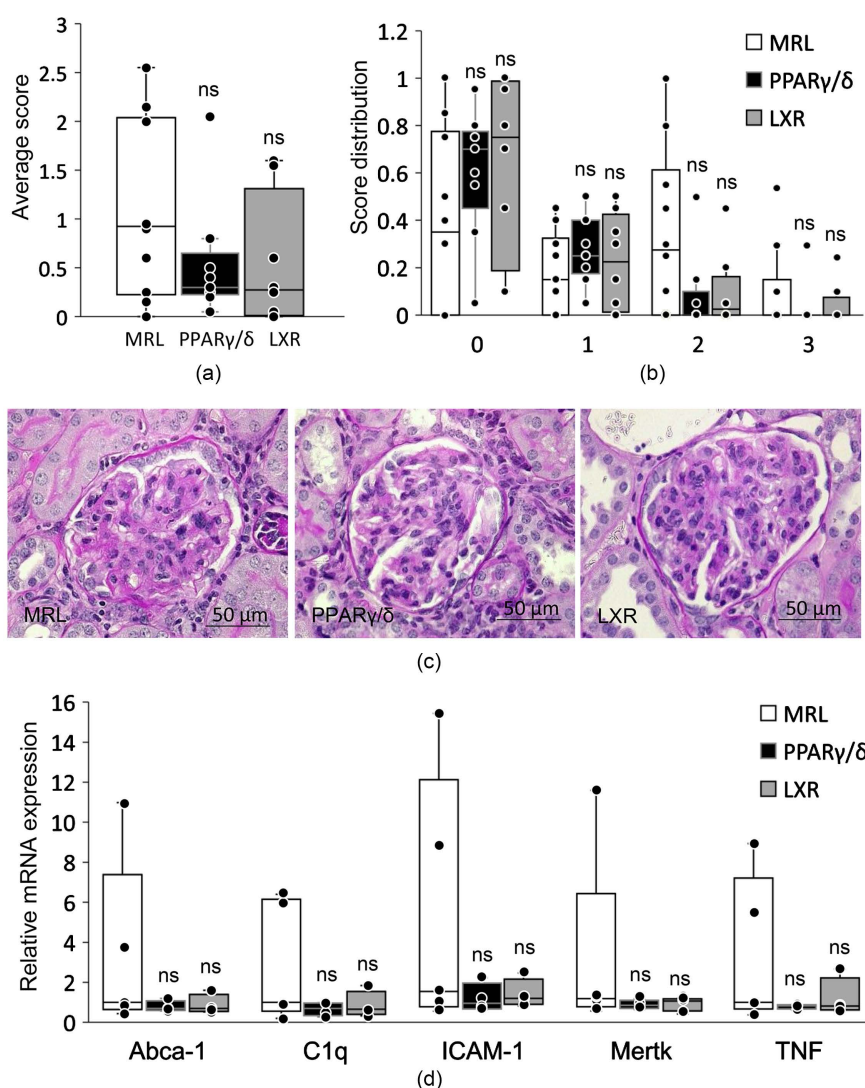 3
2.5
2
1.5
1
0.5
0
Average score
ns
ns
MRL PPARγ/δ LXR
(a)
1.2
1
0.8
0.6
0.4
0.2
0
Score distribution
ns
ns
ns
ns
ns
ns
ns
ns
0 1 2 3
MRL
PPARγ/δ
LXR
(b)
MRL
50 µm
PPARγ/δ
50 µm
LXR
50 µm
(c)
16
14
12
10
8
6
4
2
0
Relative mRNA expression
ns
ns
ns
ns
ns
ns
ns
ns
ns
ns
MRL
PPARγ/δ
LXR
Abca-1 C1q ICAM-1 Mertk TNF
(d)